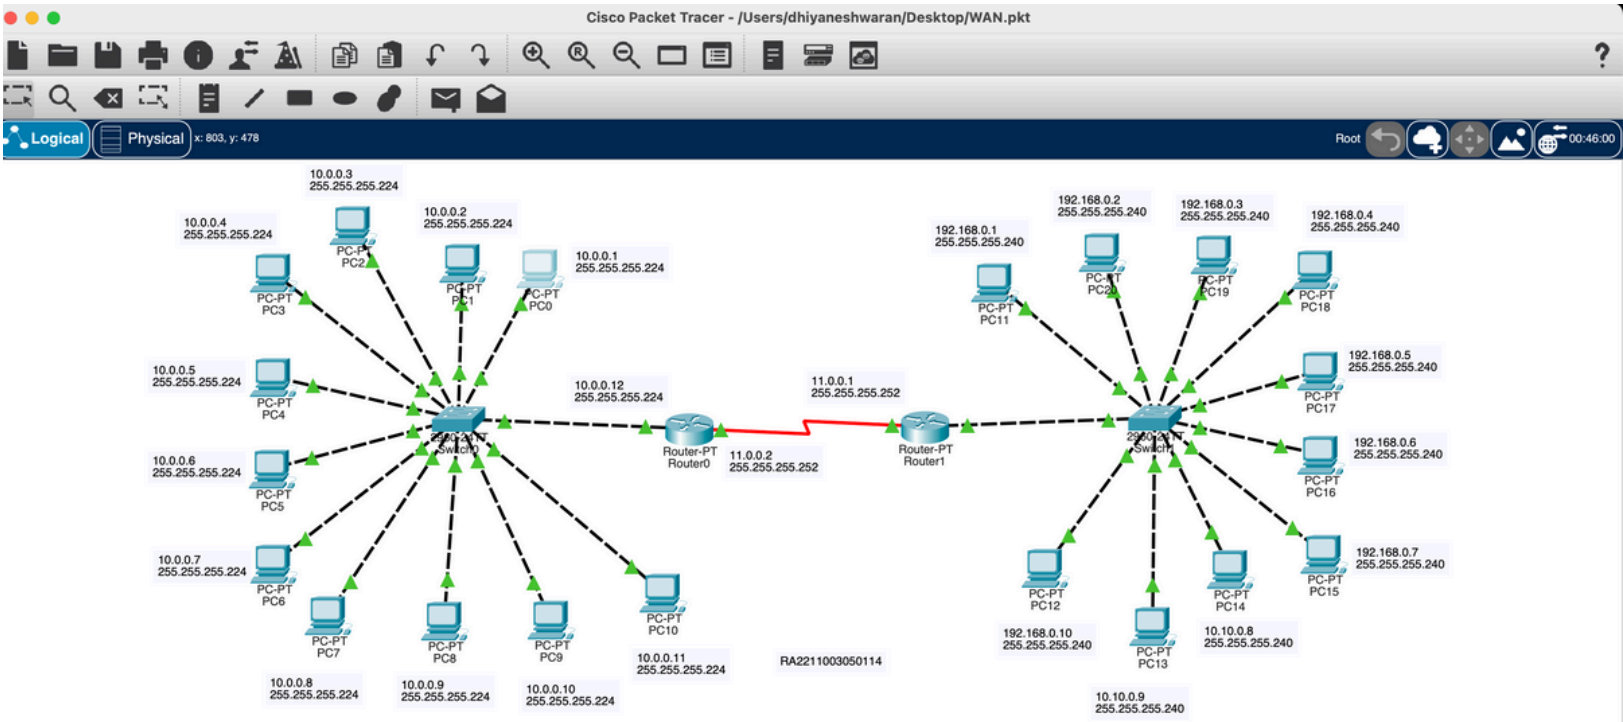 Cisco Packet Tracer - /Users/dhiyaneshwaran/Desktop/WAN.pkt
Logical
Physical
x: 803, y: 478
Root
00:46:00
10.0.0.3
255.255.255.224
10.0.0.4
255.255.255.224
10.0.0.2
255.255.255.224
10.0.0.1
255.255.255.224
PC-PT
PC2
PC-PT
PC3
PC-PT
PC1
PC-PT
PC0
192.168.0.1
255.255.255.240
192.168.0.2
255.255.255.240
192.168.0.3
255.255.255.240
192.168.0.4
255.255.255.240
PC-PT
PC11
PC-PT
PC20
PC-PT
PC19
PC-PT
PC18
10.0.0.5
255.255.255.224
PC-PT
PC4
10.0.0.12
255.255.255.224
11.0.0.1
255.255.255.252
192.168.0.5
255.255.255.240
PC-PT
PC17
2960-24TT
Switch0
Router-PT
Router0
11.0.0.2
255.255.255.252
Router-PT
Router1
2960-24TT
Switch1
10.0.0.6
255.255.255.224
PC-PT
PC5
192.168.0.6
255.255.255.240
PC-PT
PC16
10.0.0.7
255.255.255.224
PC-PT
PC6
192.168.0.7
255.255.255.240
PC-PT
PC15
PC-PT
PC7
PC-PT
PC8
PC-PT
PC9
PC-PT
PC10
PC-PT
PC12
PC-PT
PC13
PC-PT
PC14
10.0.0.8
255.255.255.224
10.0.0.9
255.255.255.224
10.0.0.10
255.255.255.224
10.0.0.11
255.255.255.224
RA2211003050114
192.168.0.10
255.255.255.240
10.10.0.8
255.255.255.240
10.10.0.9
255.255.255.240